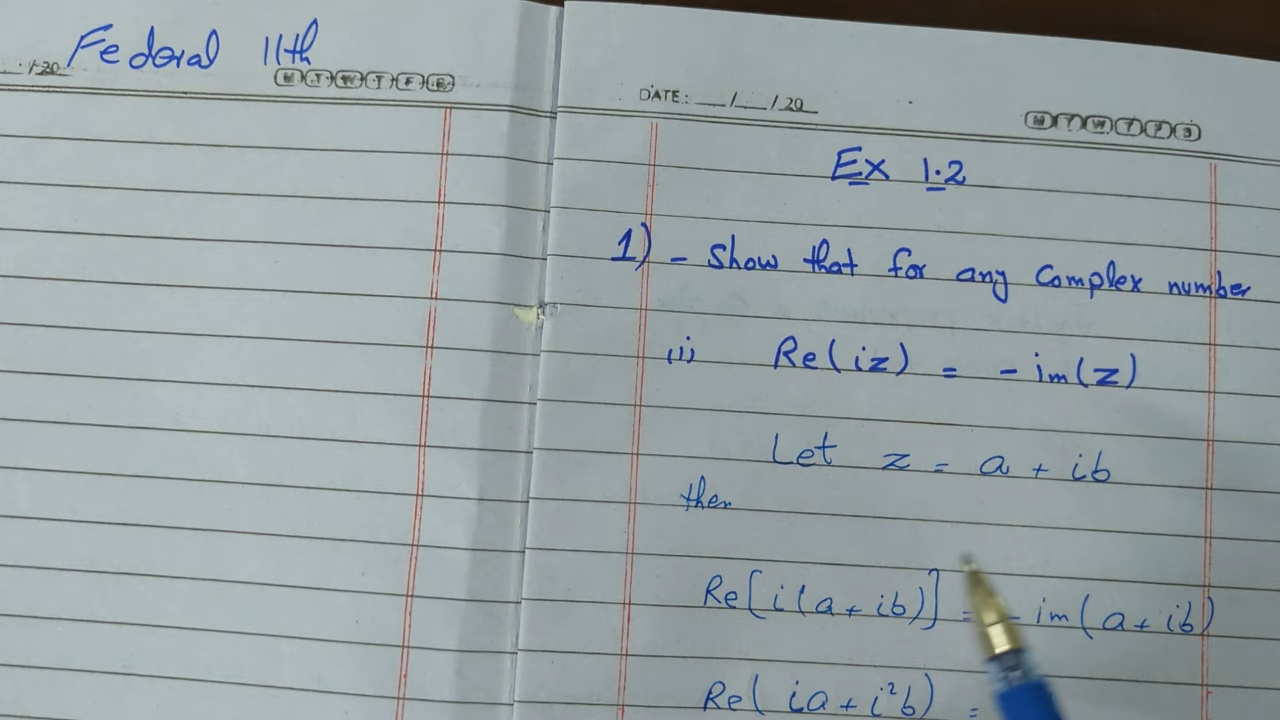 Federal 11th
/20
M T W T F S
DATE: __/__/20__
M T W T F S
Ex 1.2
1) - Show that for any Complex number
(i) Re(iz) = -im(z)
Let z = a + ib
then
Re[i(a + ib)] = - im(a + ib)
Re(ia + i²b) =